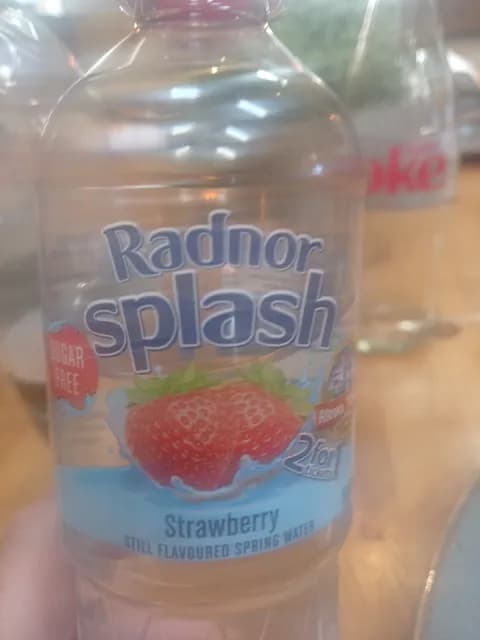 Radnor
splash
SUGAR
FREE
2for
Strawberry
STILL FLAVOURED SPRING WATER
oke